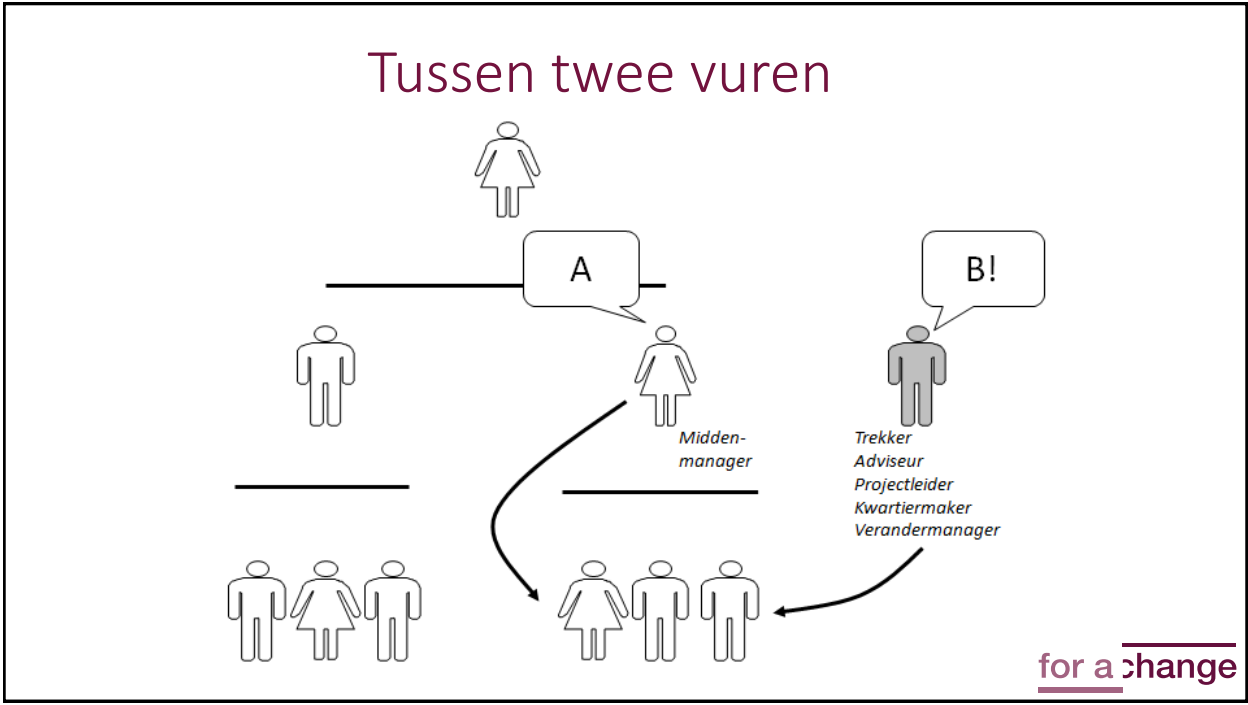 Tussen twee vuren
A
B!
Midden-
manager
Trekker
Adviseur
Projectleider
Kwartiermaker
Verandermanager
for a change